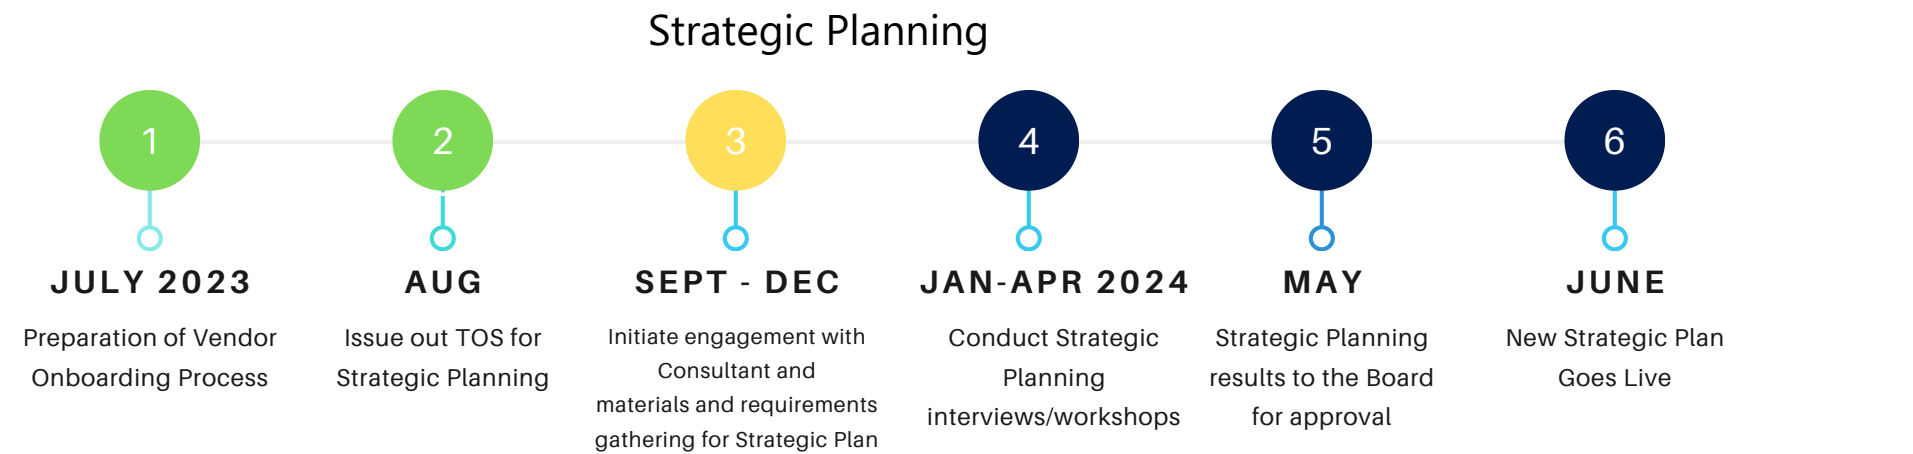 Strategic Planning
1
2
3
4
5
6
JULY 2023
Preparation of Vendor
Onboarding Process
AUG
Issue out TOS for
Strategic Planning
SEPT - DEC
Initiate engagement with
Consultant and
materials and requirements
gathering for Strategic Plan
JAN-APR 2024
Conduct Strategic
Planning
interviews/workshops
MAY
Strategic Planning
results to the Board
for approval
JUNE
New Strategic Plan
Goes Live